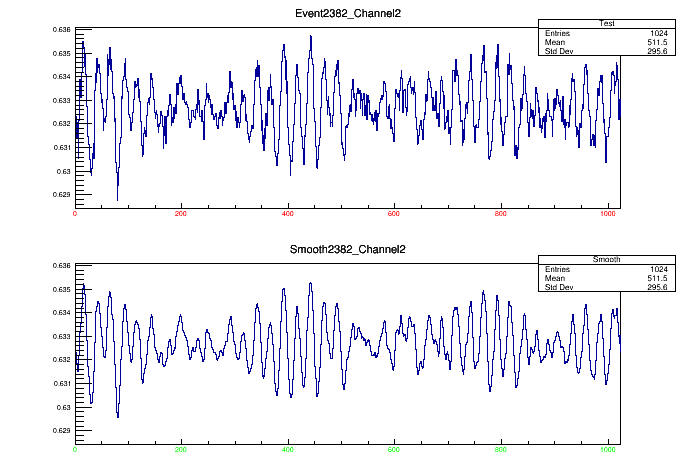 Event2382_Channel2
Test
Entries 1024
Mean 511.5
Std Dev 295.6
0.636
0.635
0.634
0.633
0.632
0.631
0.63
0.629
0 200 400 600 800 1000
Smooth2382_Channel2
Smooth
Entries 1024
Mean 511.5
Std Dev 295.6
0.636
0.635
0.634
0.633
0.632
0.631
0.63
0.629
0 200 400 600 800 1000